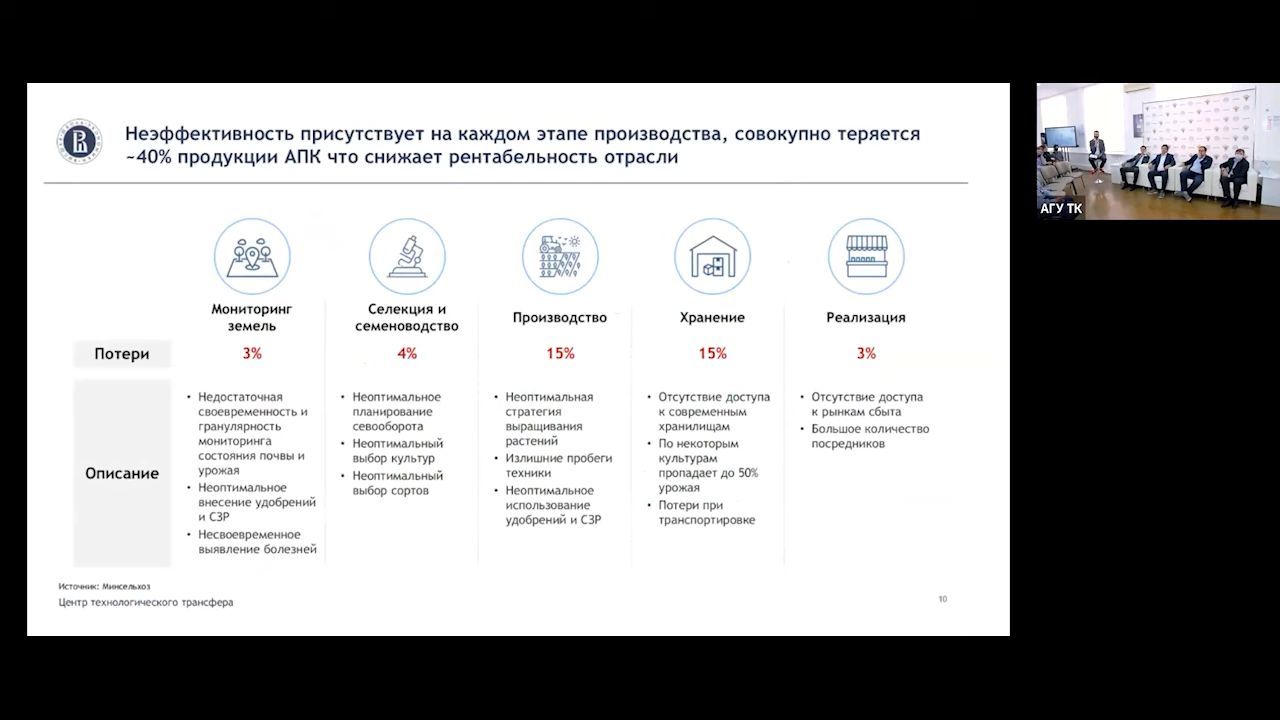 Неэффективность присутствует на каждом этапе производства, совокупно теряется
~40% продукции АПК что снижает рентабельность отрасли
АГУ ТК
Мониторинг
земель
Селекция и
семеноводство
Производство
Хранение
Реализация
Потери
3%
4%
15%
15%
3%
Описание
• Недостаточная
своевременность и
гранулярность
мониторинга
состояния почвы и
урожая
• Неоптимальное
внесение удобрений
и СЗР
• Несвоевременное
выявление болезней
• Неоптимальное
планирование
севооборота
• Неоптимальный
выбор культур
• Неоптимальный
выбор сортов
• Неоптимальная
стратегия
выращивания
растений
• Излишние пробеги
техники
• Неоптимальное
использование
удобрений и СЗР
• Отсутствие доступа
к современным
хранилищам
• По некоторым
культурам
пропадает до 50%
урожая
• Потери при
транспортировке
• Отсутствие доступа
к рынкам сбыта
• Большое количество
посредников
Источник: Минсельхоз
Центр технологического трансфера
10